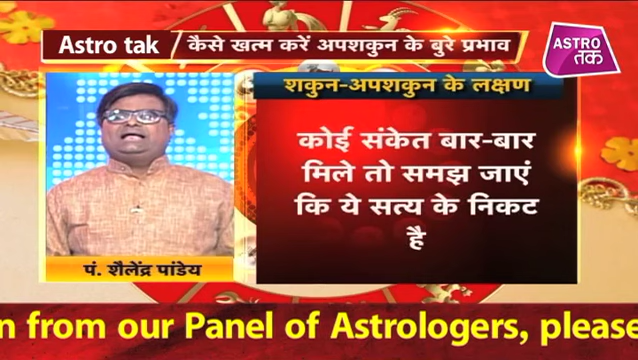 Astro tak
कैसे खत्म करें अपशकुन के बुरे प्रभाव
ASTRO
तक
शकुन-अपशकुन के लक्षण
कोई संकेत बार-बार
मिले तो समझ जाएं
कि ये सत्य के निकट
है
पं. शैलेंद्र पांडेय
n from our Panel of Astrologers, please